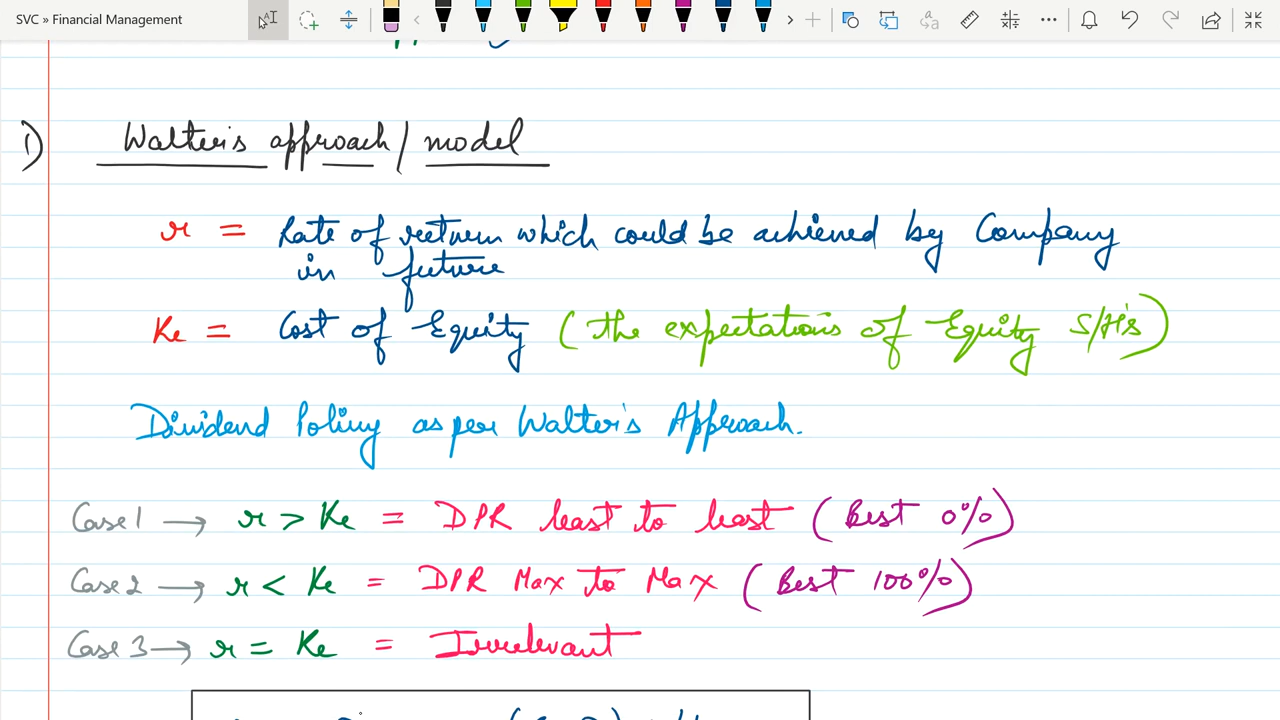 SVC » Financial Management
1) Walter's approach / model
r = Rate of return which could be achieved by Company
in future
Ke = Cost of Equity (the expectations of Equity S/H's)
Dividend Policy as per Walter's Approach.
Case 1 → r > Ke = DPR least to least (Best 0%)
Case 2 → r < Ke = DPR Max to Max (Best 100%)
Case 3 → r = Ke = Irrelevant